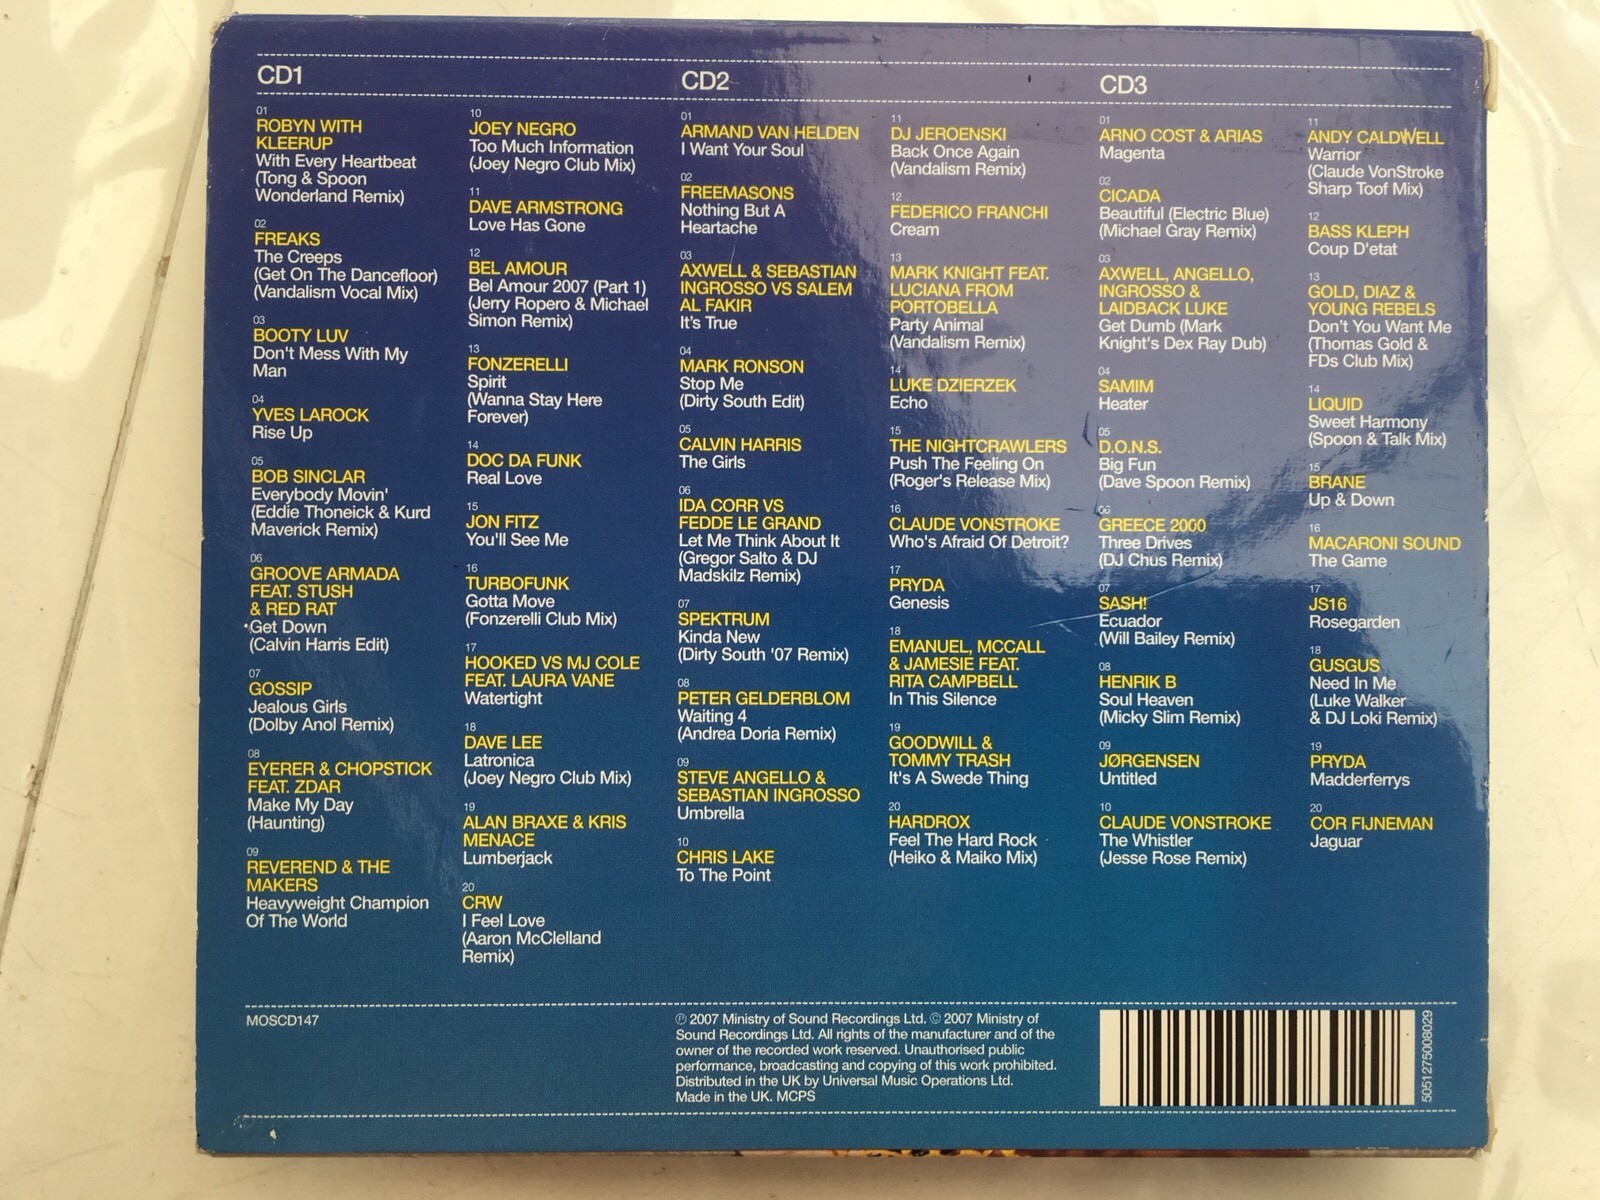 CD1
01
ROBYN WITH
KLEERUP
With Every Heartbeat
(Tong & Spoon
Wonderland Remix)
02
FREAKS
The Creeps
(Get On The Dancefloor)
(Vandalism Vocal Mix)
03
BOOTY LUV
Don't Mess With My
Man
04
YVES LAROCK
Rise Up
05
BOB SINCLAR
Everybody Movin'
(Eddie Thoneick & Kurd
Maverick Remix)
06
GROOVE ARMADA
FEAT. STUSH
& RED RAT
Get Down
(Calvin Harris Edit)
07
GOSSIP
Jealous Girls
(Dolby Anol Remix)
08
EYERER & CHOPSTICK
FEAT. ZDAR
Make My Day
(Haunting)
09
REVEREND & THE
MAKERS
Heavyweight Champion
Of The World
10
JOEY NEGRO
Too Much Information
(Joey Negro Club Mix)
11
DAVE ARMSTRONG
Love Has Gone
12
BEL AMOUR
Bel Amour 2007 (Part 1)
(Jerry Ropero & Michael
Simon Remix)
13
FONZERELLI
Spirit
(Wanna Stay Here
Forever)
14
DOC DA FUNK
Real Love
15
JON FITZ
You'll See Me
16
TURBOFUNK
Gotta Move
(Fonzerelli Club Mix)
17
HOOKED VS MJ COLE
FEAT. LAURA VANE
Watertight
18
DAVE LEE
Latronica
(Joey Negro Club Mix)
19
ALAN BRAXE & KRIS
MENACE
Lumberjack
20
CRW
I Feel Love
(Aaron McClelland
Remix)
CD2
01
ARMAND VAN HELDEN
I Want Your Soul
02
FREEMASONS
Nothing But A
Heartache
03
AXWELL & SEBASTIAN
INGROSSO VS SALEM
AL FAKIR
It's True
04
MARK RONSON
Stop Me
(Dirty South Edit)
05
CALVIN HARRIS
The Girls
06
IDA CORR VS
FEDDE LE GRAND
Let Me Think About It
(Gregor Salto & DJ
Madskilz Remix)
07
SPEKTRUM
Kinda New
(Dirty South '07 Remix)
08
PETER GELDERBLOM
Waiting 4
(Andrea Doria Remix)
09
STEVE ANGELLO &
SEBASTIAN INGROSSO
Umbrella
10
CHRIS LAKE
To The Point
11
DJ JEROENSKI
Back Once Again
(Vandalism Remix)
12
FEDERICO FRANCHI
Cream
13
MARK KNIGHT FEAT.
LUCIANA FROM
PORTOBELLA
Party Animal
(Vandalism Remix)
14
LUKE DZIERZEK
Echo
15
THE NIGHTCRAWLERS
Push The Feeling On
(Roger's Release Mix)
16
CLAUDE VONSTROKE
Who's Afraid Of Detroit?
17
PRYDA
Genesis
18
EMANUEL, MCCALL
& JAMESIE FEAT.
RITA CAMPBELL
In This Silence
19
GOODWILL &
TOMMY TRASH
It's A Swede Thing
20
HARDROX
Feel The Hard Rock
(Heiko & Maiko Mix)
CD3
01
ARNO COST & ARIAS
Magenta
02
CICADA
Beautiful (Electric Blue)
(Michael Gray Remix)
03
AXWELL, ANGELLO,
INGROSSO &
LAIDBACK LUKE
Get Dumb (Mark
Knight's Dex Ray Dub)
04
SAMIM
Heater
05
D.O.N.S.
Big Fun
(Dave Spoon Remix)
06
GREECE 2000
Three Drives
(DJ Chus Remix)
07
SASH!
Ecuador
(Will Bailey Remix)
08
HENRIK B
Soul Heaven
(Micky Slim Remix)
09
JØRGENSEN
Untitled
10
CLAUDE VONSTROKE
The Whistler
(Jesse Rose Remix)
11
ANDY CALDWELL
Warrior
(Claude VonStroke
Sharp Toof Mix)
12
BASS KLEPH
Coup D'etat
13
GOLD, DIAZ &
YOUNG REBELS
Don't You Want Me
(Thomas Gold &
FDs Club Mix)
14
LIQUID
Sweet Harmony
(Spoon & Talk Mix)
15
BRANE
Up & Down
16
MACARONI SOUND
The Game
17
JS16
Rosegarden
18
GUSGUS
Need In Me
(Luke Walker
& DJ Loki Remix)
19
PRYDA
Madderferrys
20
COR FIJNEMAN
Jaguar
MOSCD147
℗ 2007 Ministry of Sound Recordings Ltd. © 2007 Ministry of
Sound Recordings Ltd. All rights of the manufacturer and of the
owner of the recorded work reserved. Unauthorised public
performance, broadcasting and copying of this work prohibited.
Distributed in the UK by Universal Music Operations Ltd.
Made in the UK. MCPS
5051275008029